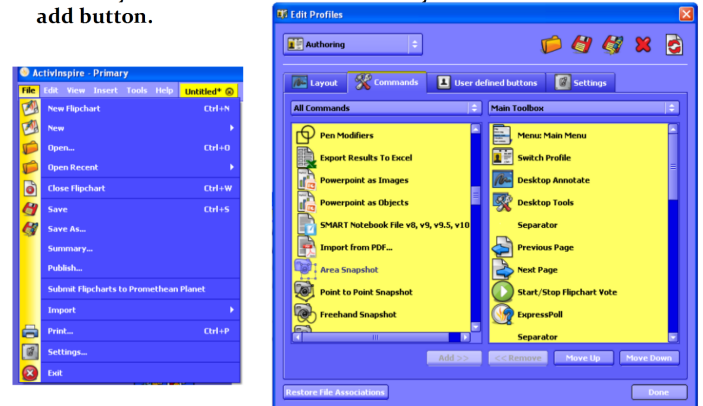 add button.
ActivInspire - Primary
File Edit View Insert Tools Help Untitled*
New Flipchart Ctrl+N
New
Open... Ctrl+O
Open Recent
Close Flipchart Ctrl+W
Save Ctrl+S
Save As...
Summary...
Publish...
Submit Flipcharts to Promethean Planet
Import
Print... Ctrl+P
Settings...
Exit
Edit Profiles
Authoring
Layout Commands User defined buttons Settings
All Commands
Pen Modifiers
Export Results To Excel
Powerpoint as Images
Powerpoint as Objects
SMART Notebook File v8, v9, v9.5, v10
Import from PDF...
Area Snapshot
Point to Point Snapshot
Freehand Snapshot
Main Toolbox
Menu: Main Menu
Switch Profile
Desktop Annotate
Desktop Tools
Separator
Previous Page
Next Page
Start/Stop Flipchart Vote
ExpressPoll
Separator
Add >> << Remove Move Up Move Down
Restore File Associations Done